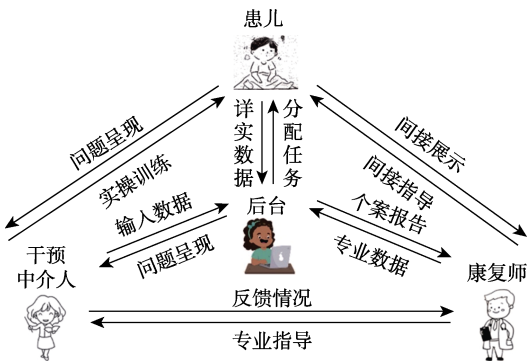 患儿
问题呈现
实操训练
详实数据
分配任务
间接展示
间接指导
输入数据
后台
个案报告
问题呈现
专业数据
干预
中介人
康复师
反馈情况
专业指导